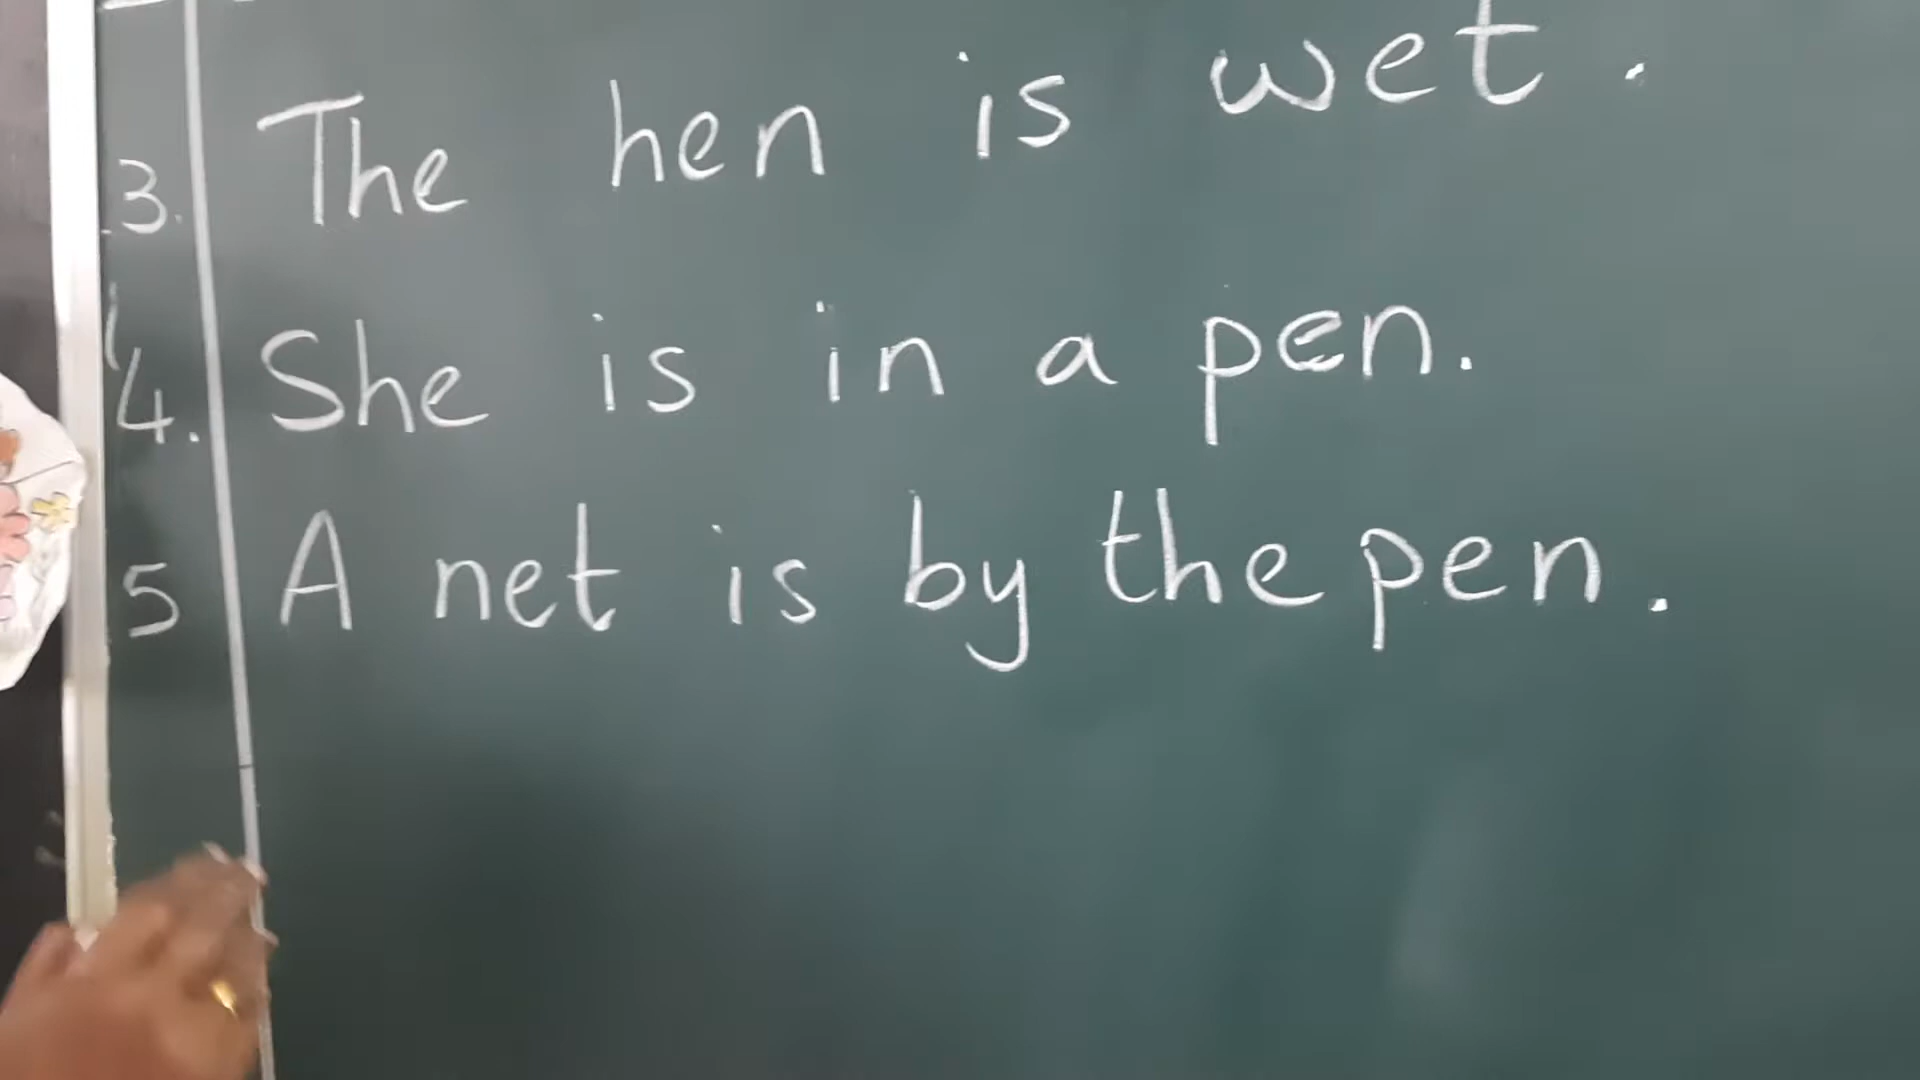 3. The hen is wet.
4. She is in a pen.
5 A net is by the pen.